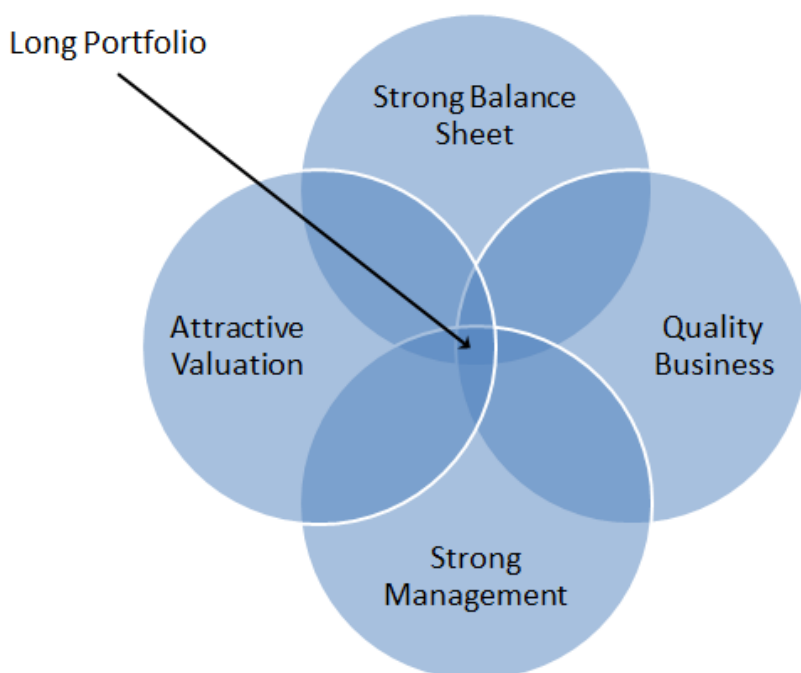 Long Portfolio
Strong Balance
Sheet
Attractive
Valuation
Quality
Business
Strong
Management